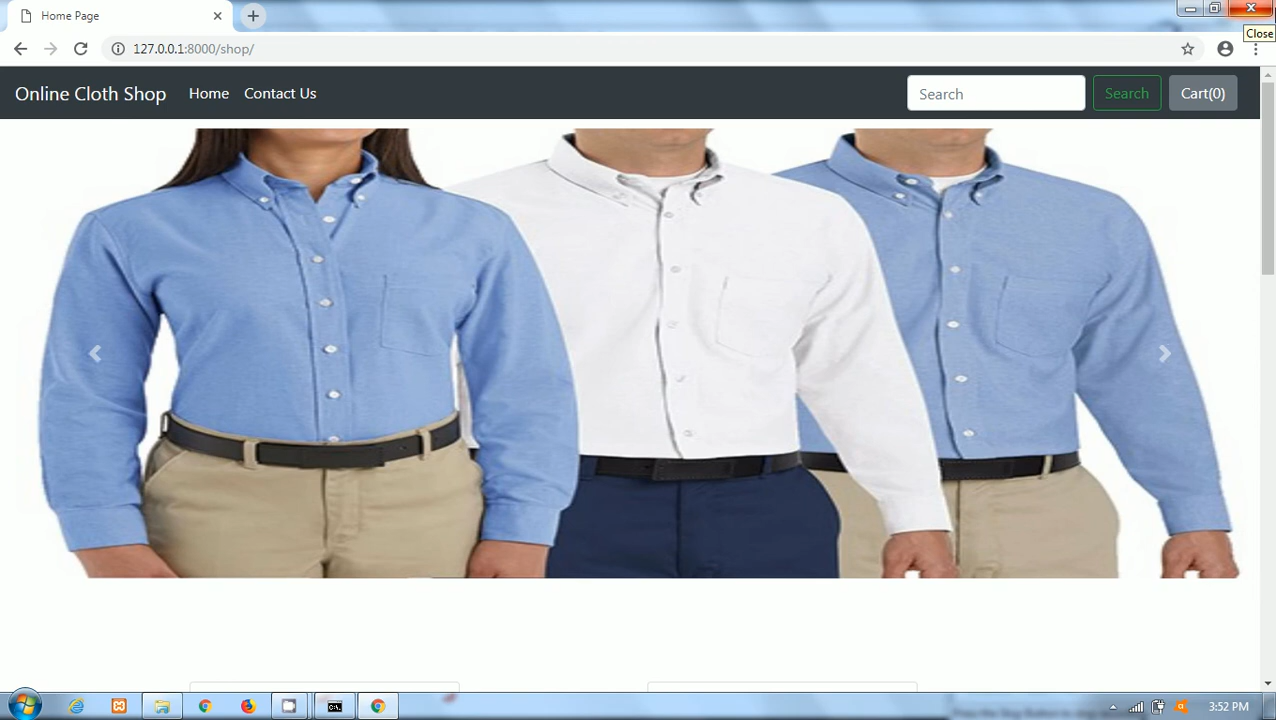 Home Page
Close
127.0.0.1:8000/shop/
Online Cloth Shop Home Contact Us Search Search Cart(0)
3:52 PM